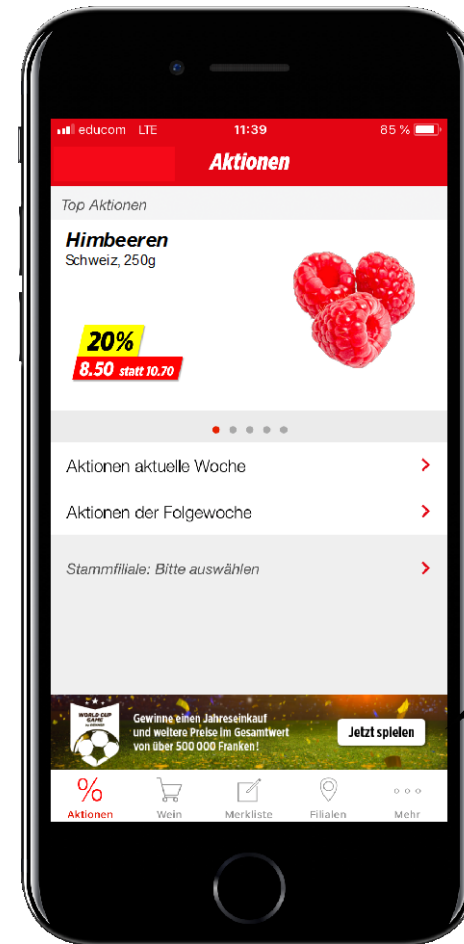 educom LTE 11:39 85 %
Aktionen
Top Aktionen
Himbeeren
Schweiz, 250g
20%
8.50 statt 10.70
Aktionen aktuelle Woche
Aktionen der Folgewoche
Stammfiliale: Bitte auswählen
WORLD CUP
GAME
Gewinne einen Jahreseinkauf
und weitere Preise im Gesamtwert
von über 500 000 Franken!
Jetzt spielen
%
Aktionen Wein Merkliste Filialen Mehr